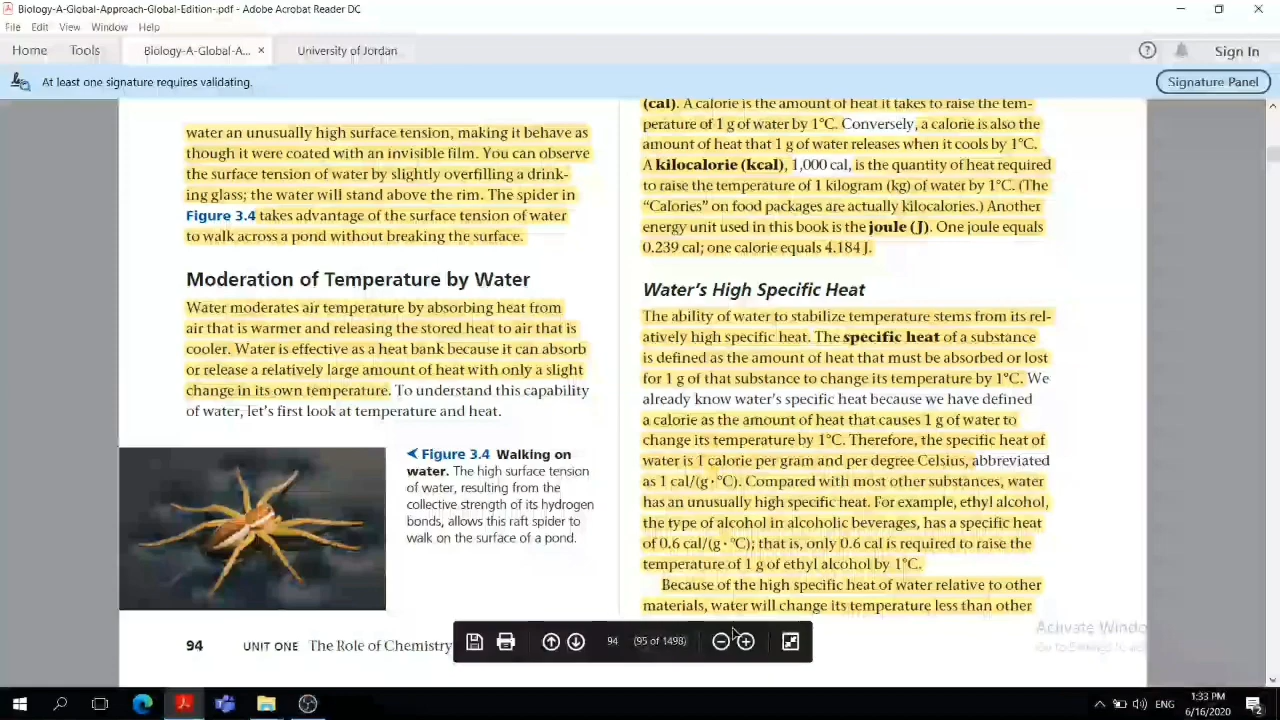 Biology-A-Global-Approach-Global-Edition-.pdf - Adobe Acrobat Reader DC
File Edit View Window Help
Home Tools Biology-A-Global-A... × University of Jordan Sign In
At least one signature requires validating. Signature Panel
water an unusually high surface tension, making it behave as
though it were coated with an invisible film. You can observe
the surface tension of water by slightly overfilling a drink-
ing glass; the water will stand above the rim. The spider in
Figure 3.4 takes advantage of the surface tension of water
to walk across a pond without breaking the surface.
Moderation of Temperature by Water
Water moderates air temperature by absorbing heat from
air that is warmer and releasing the stored heat to air that is
cooler. Water is effective as a heat bank because it can absorb
or release a relatively large amount of heat with only a slight
change in its own temperature. To understand this capability
of water, let's first look at temperature and heat.
Figure 3.4 Walking on
water. The high surface tension
of water, resulting from the
collective strength of its hydrogen
bonds, allows this raft spider to
walk on the surface of a pond.
(cal). A calorie is the amount of heat it takes to raise the tem-
perature of 1 g of water by 1°C. Conversely, a calorie is also the
amount of heat that 1 g of water releases when it cools by 1°C.
A kilocalorie (kcal), 1,000 cal, is the quantity of heat required
to raise the temperature of 1 kilogram (kg) of water by 1°C. (The
“Calories” on food packages are actually kilocalories.) Another
energy unit used in this book is the joule (J). One joule equals
0.239 cal; one calorie equals 4.184 J.
Water's High Specific Heat
The ability of water to stabilize temperature stems from its rel-
atively high specific heat. The specific heat of a substance
is defined as the amount of heat that must be absorbed or lost
for 1 g of that substance to change its temperature by 1°C. We
already know water's specific heat because we have defined
a calorie as the amount of heat that causes 1 g of water to
change its temperature by 1°C. Therefore, the specific heat of
water is 1 calorie per gram and per degree Celsius, abbreviated
as 1 cal/(g · °C). Compared with most other substances, water
has an unusually high specific heat. For example, ethyl alcohol,
the type of alcohol in alcoholic beverages, has a specific heat
of 0.6 cal/(g · °C); that is, only 0.6 cal is required to raise the
temperature of 1 g of ethyl alcohol by 1°C.
Because of the high specific heat of water relative to other
materials, water will change its temperature less than other
94 UNIT ONE The Role of Chemistry
94 (95 of 1498)
Activate Windo
Go to Settings to acti
ENG 1:33 PM
6/16/2020
2